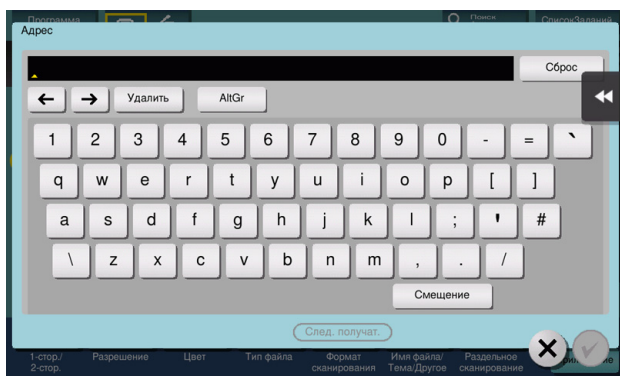 Программа
Поиск
СписокЗаданий
Адрес
Сброс
← → Удалить AltGr
1 2 3 4 5 6 7 8 9 0 - = `
q w e r t y u i o p [ ]
a s d f g h j k l ; ' #
\ z x c v b n m , . /
Смещение
След. получат.
1-стор./
2-стор.
Разрешение
Цвет
Тип файла
Формат
сканирования
Имя файла/
Тема/Другое
Раздельное
сканирование